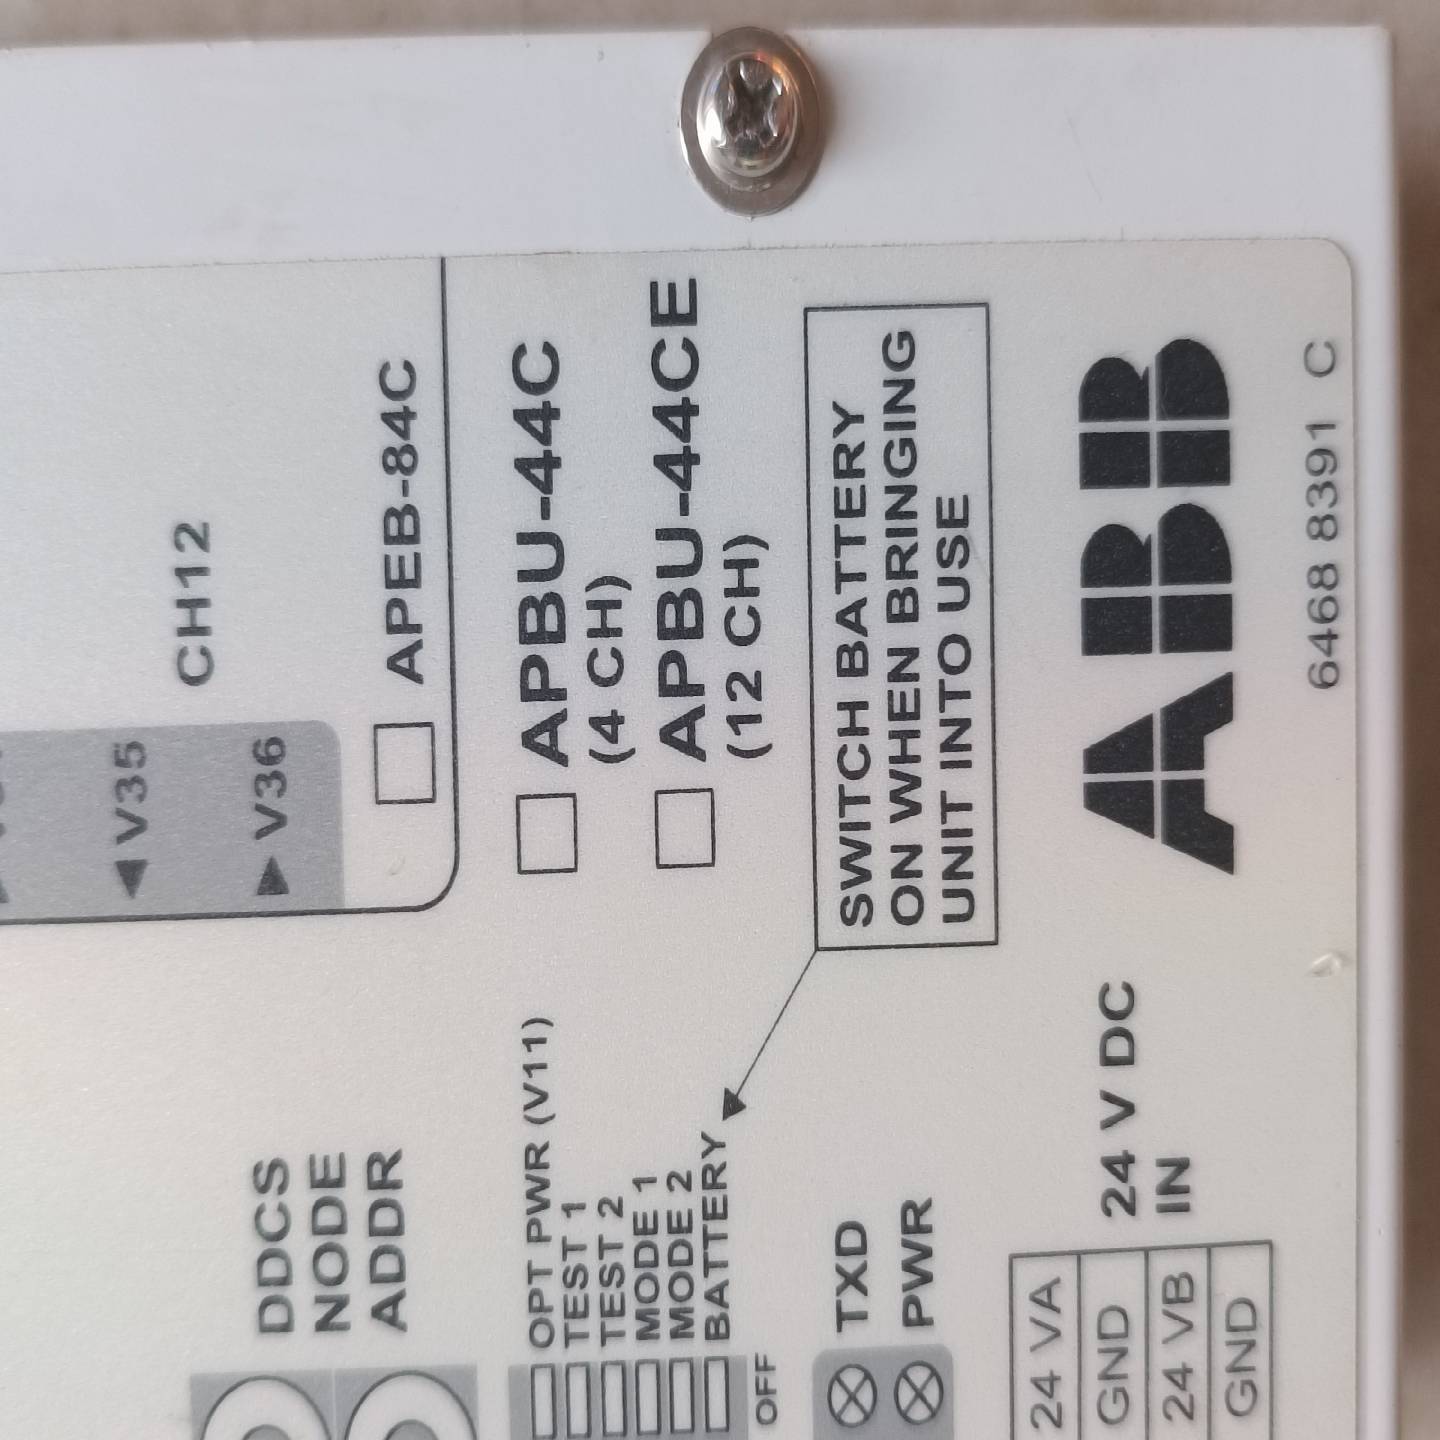 V35
V36
CH12
APEB-84C
DDCS
NODE
ADDR
APBU-44C
(4 CH)
APBU-44CE
(12 CH)
OPT PWR (V11)
TEST 1
TEST 2
MODE 1
MODE 2
BATTERY
OFF
SWITCH BATTERY
ON WHEN BRINGING
UNIT INTO USE
TXD
PWR
24 V DC
IN
24 VA
GND
24 VB
GND
ABB
6468 8391 C